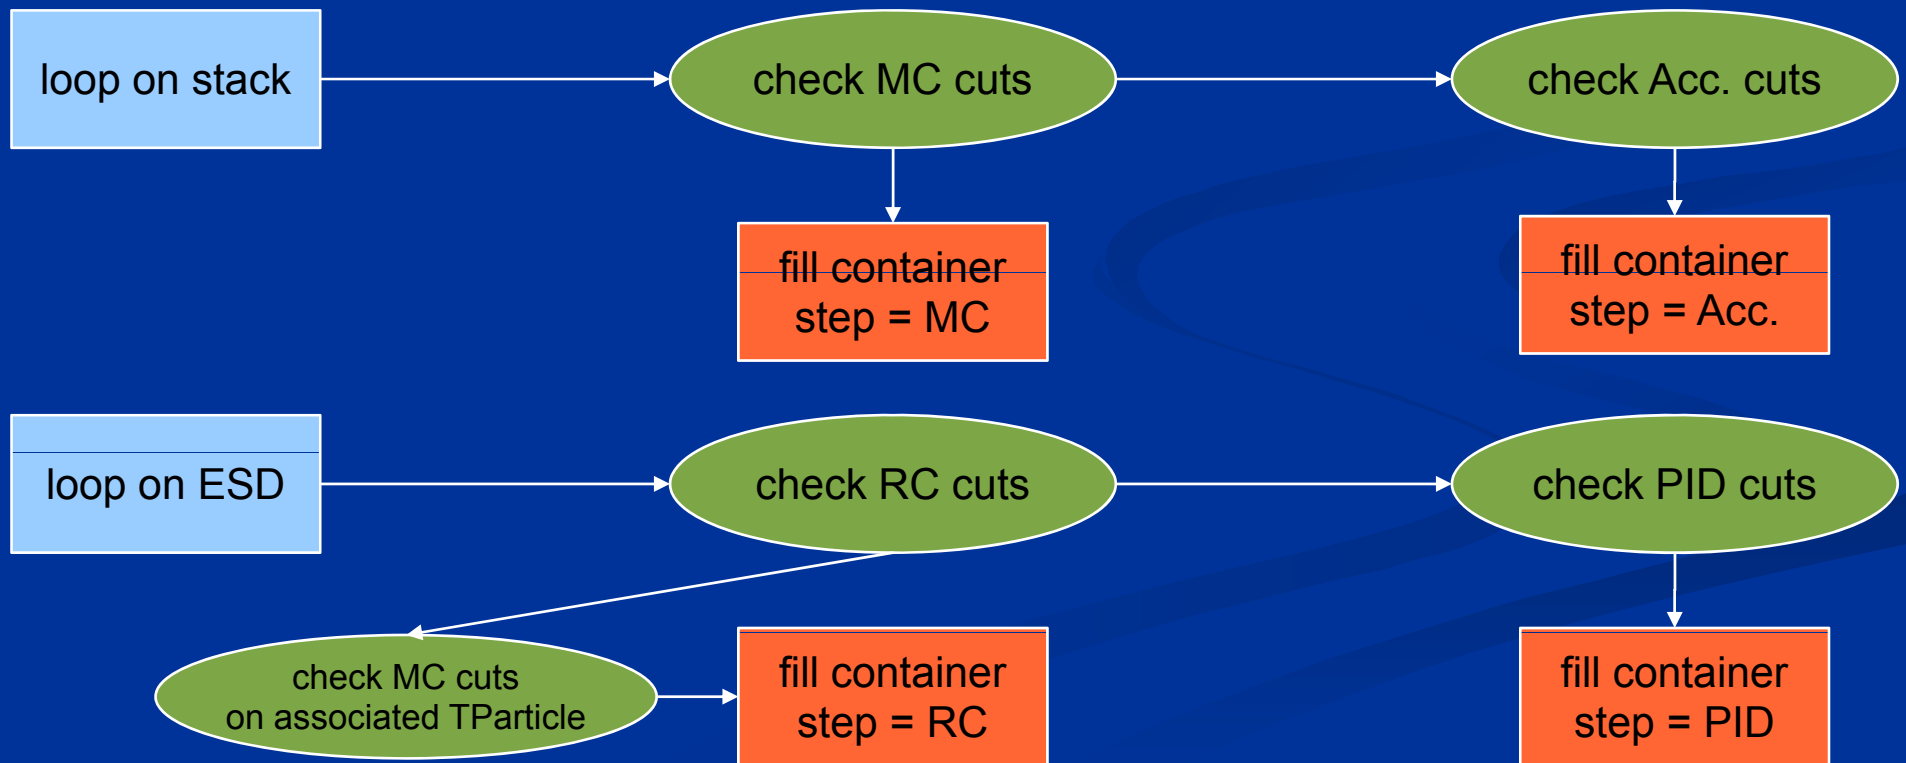 loop on stack
check MC cuts
check Acc. cuts
fill container
step = MC
fill container
step = Acc.
loop on ESD
check RC cuts
check PID cuts
check MC cuts
on associated TParticle
fill container
step = RC
fill container
step = PID